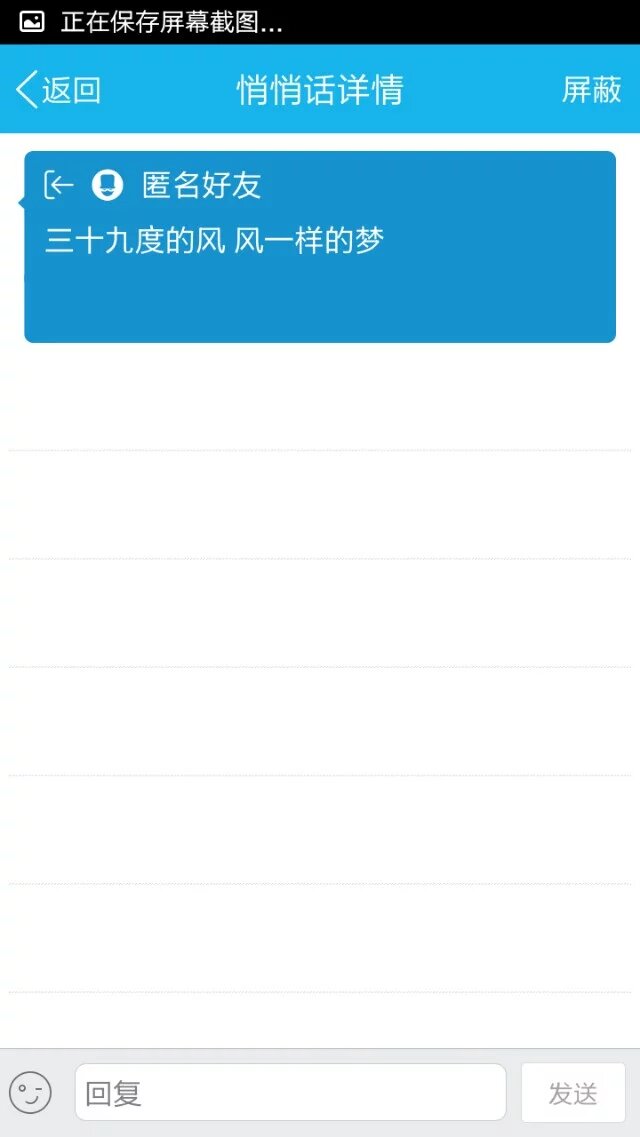 正在保存屏幕截图...
返回
悄悄话详情
屏蔽
匿名好友
三十九度的风 风一样的梦
回复
发送